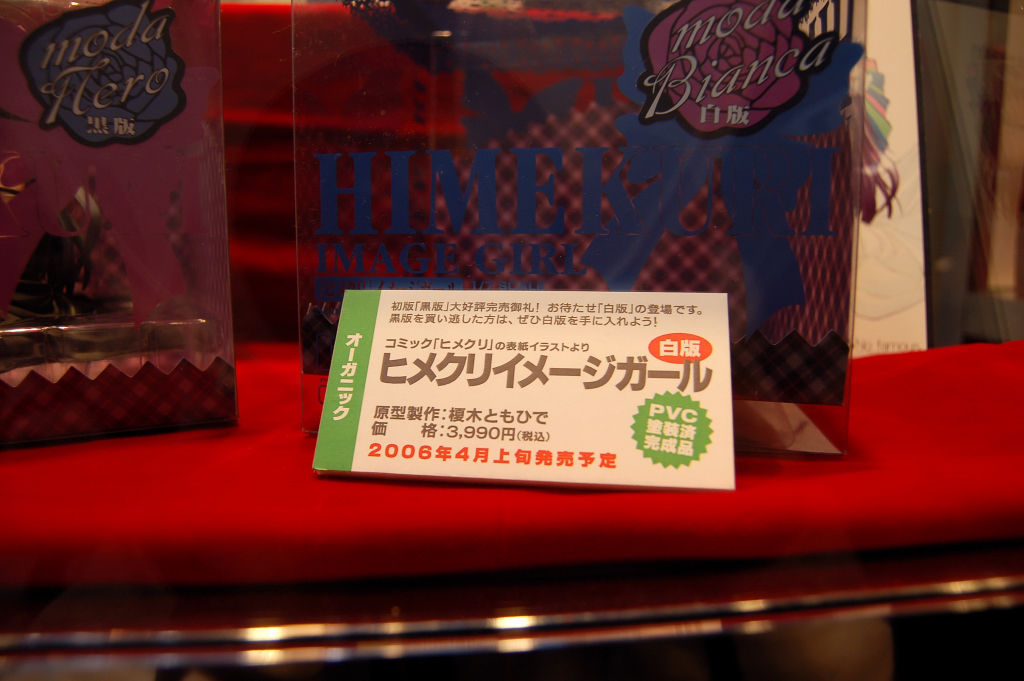 moda
Nero
黒版
moda
Bianca
白版
HIMEKURI
IMAGE GIRL
初版「黒版」大好評完売御礼! お待たせ「白版」の登場です。
黒版を買い逃した方は、ぜひ白版を手に入れよう!
コミック「ヒメクリ」の表紙イラストより
白版
ヒメクリイメージガール
オーガニック
原型製作:榎木ともひで
価　格:3,990円(税込)
2006年4月上旬発売予定
PVC
塗装済
完成品